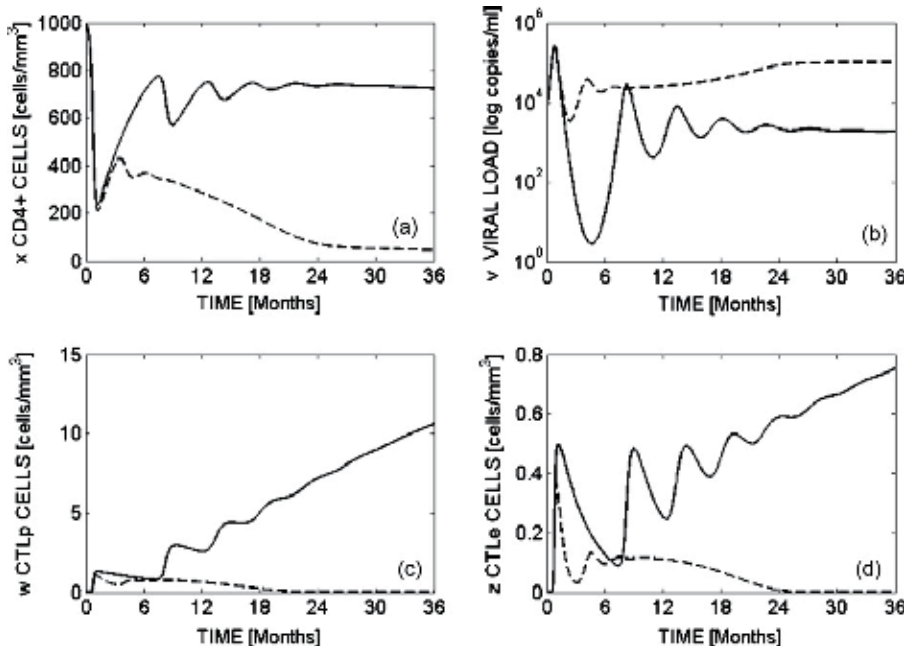 x CD4+ CELLS [cells/mm³]
1000
800
600
400
200
0
(a)
0 6 12 18 24 30 36
TIME [Months]
v VIRAL LOAD [log copies/ml]
10⁶
10⁴
10²
10⁰
(b)
0 6 12 18 24 30 36
TIME [Months]
w CTLp CELLS [cells/mm³]
15
10
5
0
(c)
0 6 12 18 24 30 36
TIME [Months]
z CTLe CELLS [cells/mm³]
0.8
0.6
0.4
0.2
0
(d)
0 6 12 18 24 30 36
TIME [Months]